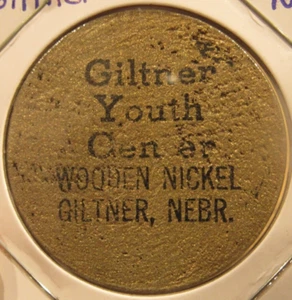 Giltner
Youth
Cen er
WOODEN NICKEL
GILTNER, NEBR.